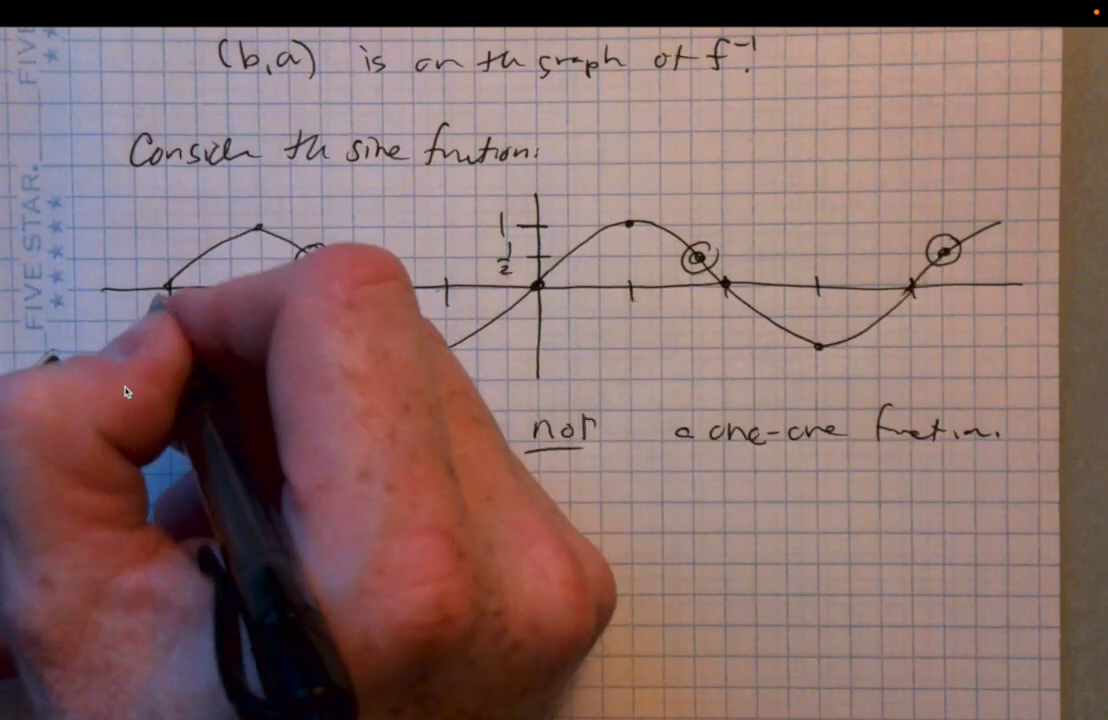 (b,a) is on the graph of f⁻¹.
Consider the sine function:
1
1/2
not a one-one function.
FIVE STAR.
FIVE